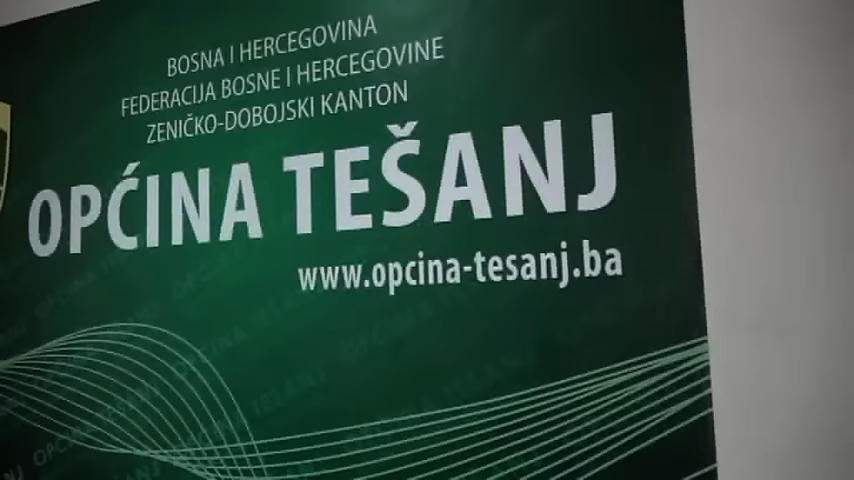 BOSNA I HERCEGOVINA
FEDERACIJA BOSNE I HERCEGOVINE
ZENIČKO-DOBOJSKI KANTON
OPĆINA TEŠANJ
www.opcina-tesanj.ba